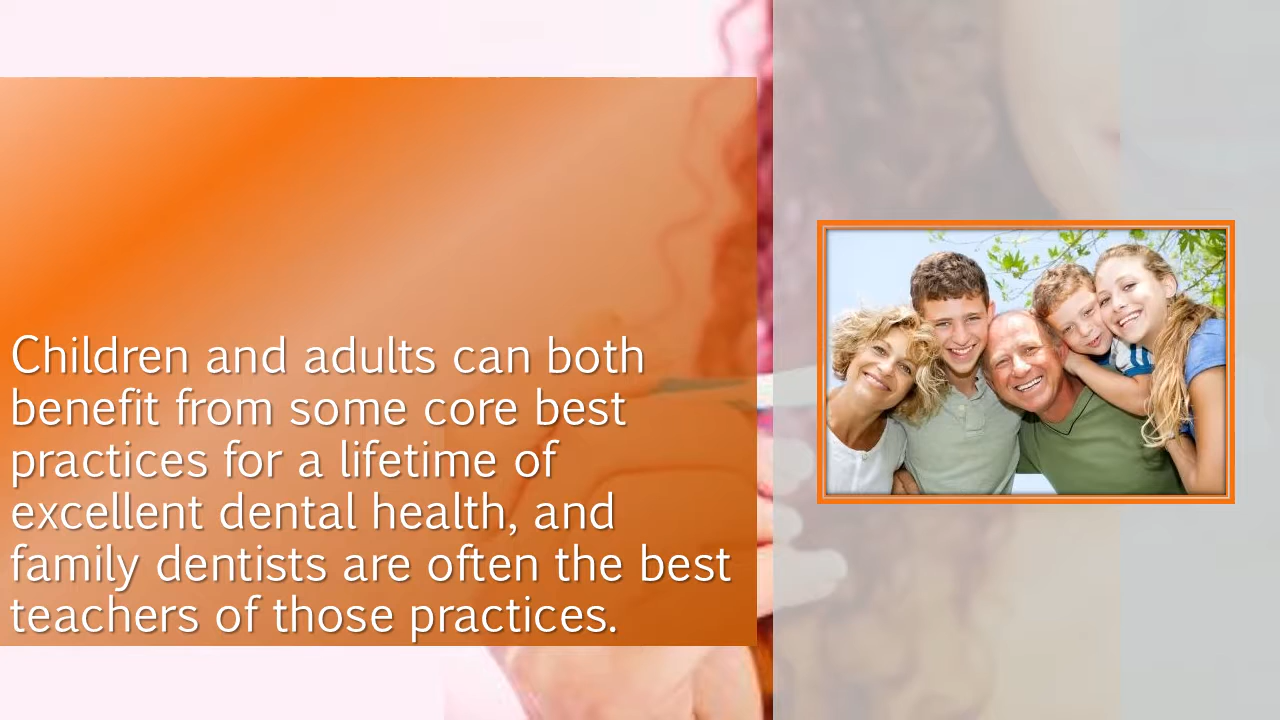 Children and adults can both
benefit from some core best
practices for a lifetime of
excellent dental health, and
family dentists are often the best
teachers of those practices.